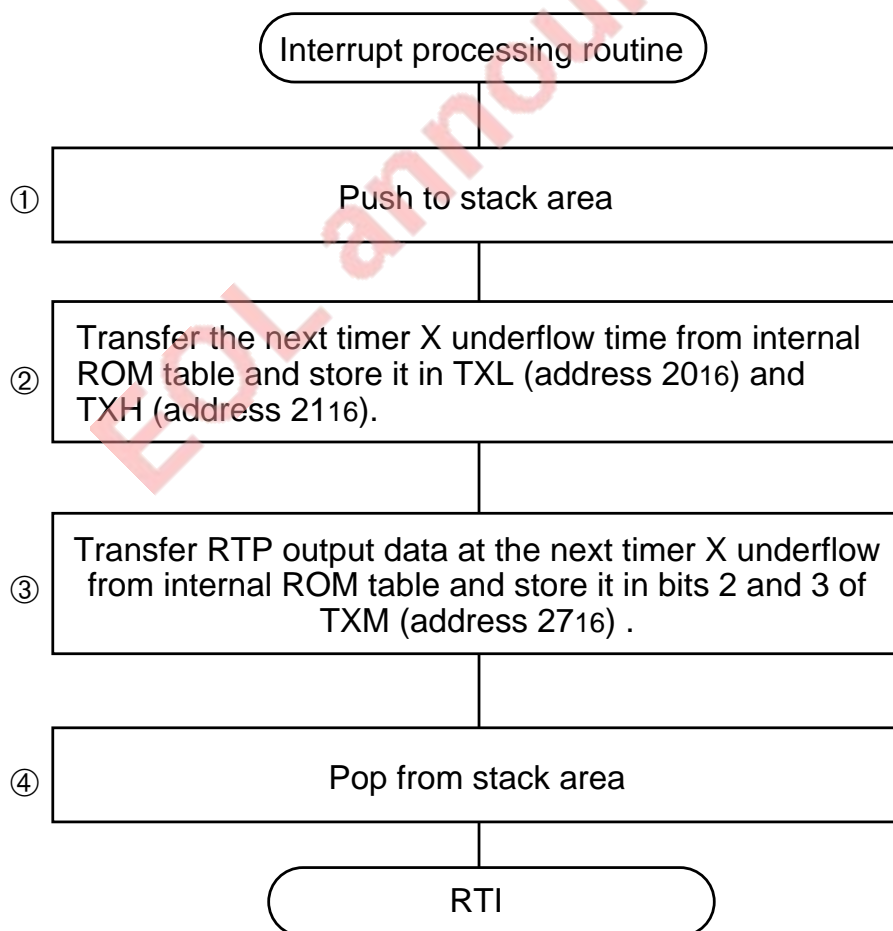 Interrupt processing routine
① Push to stack area
② Transfer the next timer X underflow time from internal
ROM table and store it in TXL (address 2016) and
TXH (address 2116).
③ Transfer RTP output data at the next timer X underflow
from internal ROM table and store it in bits 2 and 3 of
TXM (address 2716) .
④ Pop from stack area
RTI
EOL annou